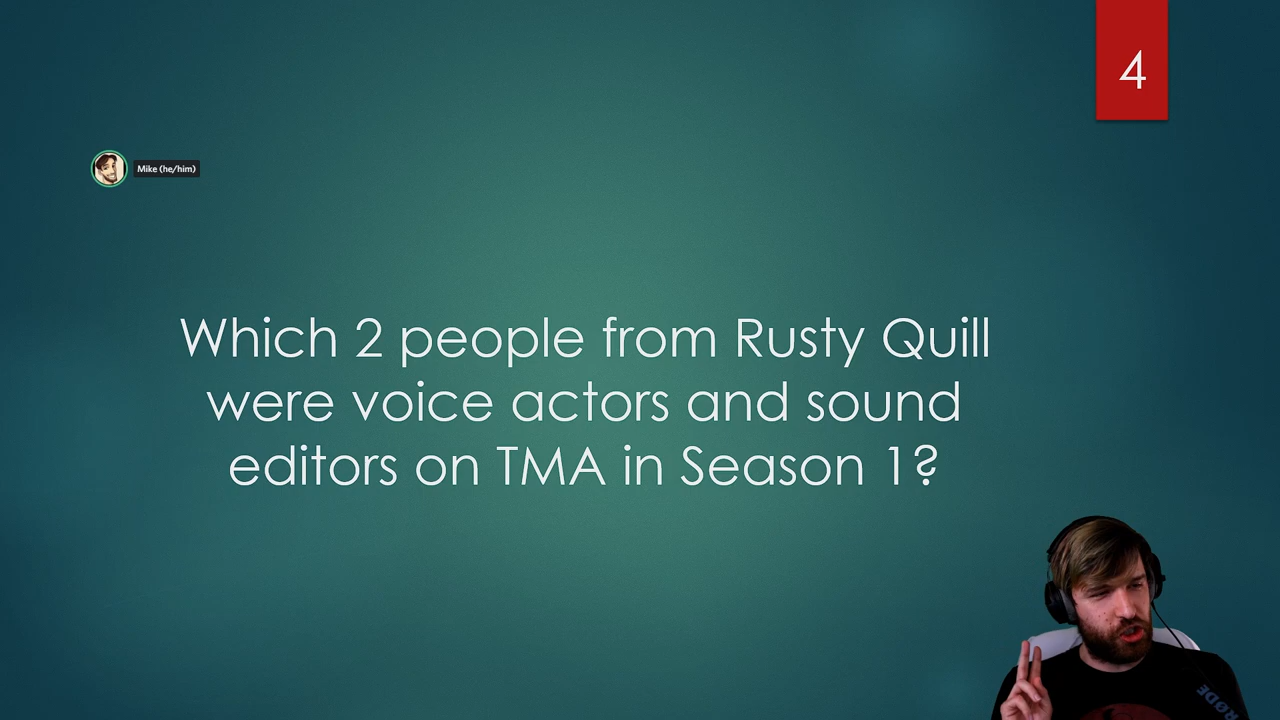 4
Mike (he/him)
Which 2 people from Rusty Quill
were voice actors and sound
editors on TMA in Season 1?
RØDE